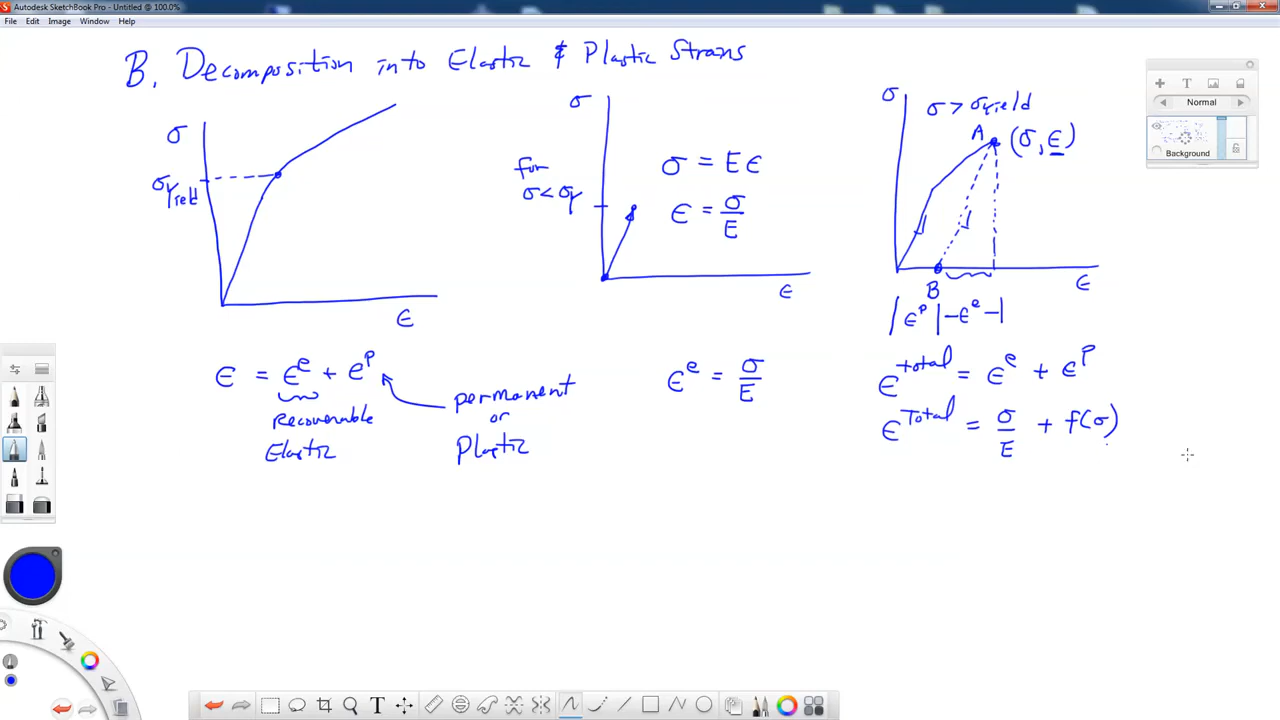 Autodesk SketchBook Pro - Untitled @ 100.0%
File Edit Image Window Help
B. Decomposition into Elastic & Plastic Strains
σ
σyield
ϵ
ϵ = ϵᵉ + ϵᵖ
Recoverable
Elastic
permanent
or
Plastic
σ
for
σ < σy
σ = Eϵ
ϵ = σ/E
ϵ
ϵᵉ = σ/E
σ
σ > σyield
A (σ, ϵ)
B
ϵ
| ϵᵖ | – ϵᵉ – |
ϵᵗᵒᵗᵃˡ = ϵᵉ + ϵᵖ
ϵᵀᵒᵗᵃˡ = σ/E + f(σ)
Normal
Background